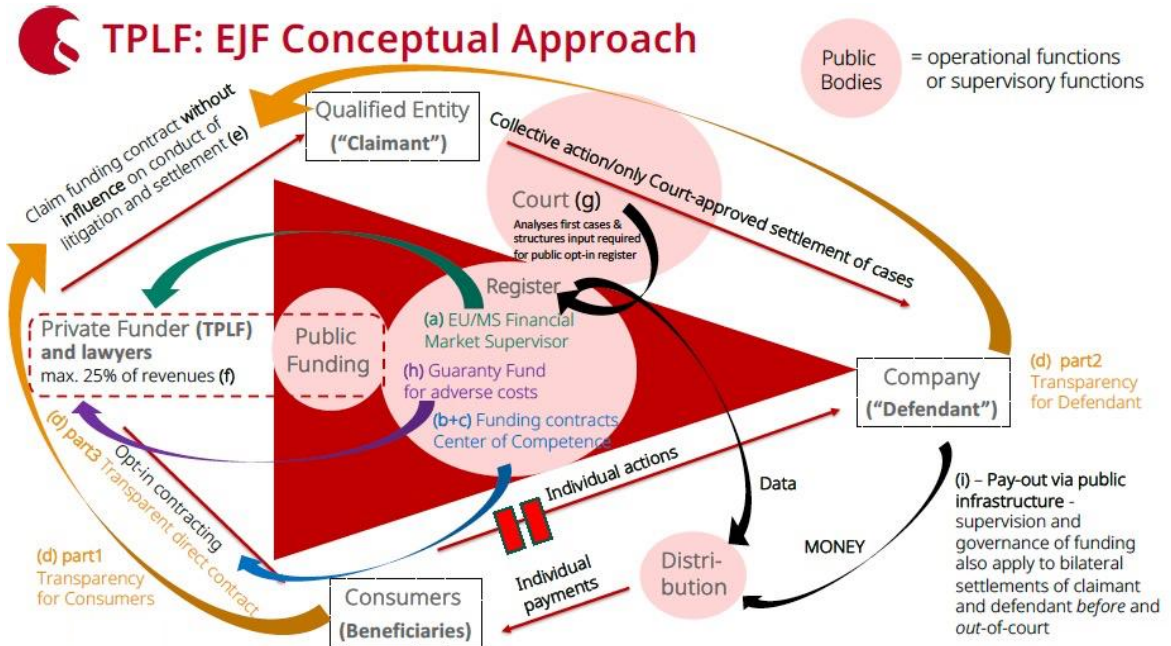 TPLF: EJF Conceptual Approach
Public
Bodies
= operational functions
or supervisory functions
Claim funding contract without
influence on conduct of
litigation and settlement (e)
Qualified Entity
(“Claimant”)
Collective action/only Court-approved settlement of cases
Court (g)
Analyses first cases &
structures input required
for public opt-in register
Register
Private Funder (TPLF)
and lawyers
max. 25% of revenues (f)
Public
Funding
(a) EU/MS Financial
Market Supervisor
(h) Guaranty Fund
for adverse costs
(b+c) Funding contracts
Center of Competence
Company
(“Defendant”)
(d) part2
Transparency
for Defendant
(d) part3 Transparent direct contract
Opt-in contracting
Individual actions
Data
MONEY
(i) – Pay-out via public
infrastructure -
supervision and
governance of funding
also apply to bilateral
settlements of claimant
and defendant before and
out-of-court
(d) part1
Transparency
for Consumers
Consumers
(Beneficiaries)
Individual
payments
Distri-
bution